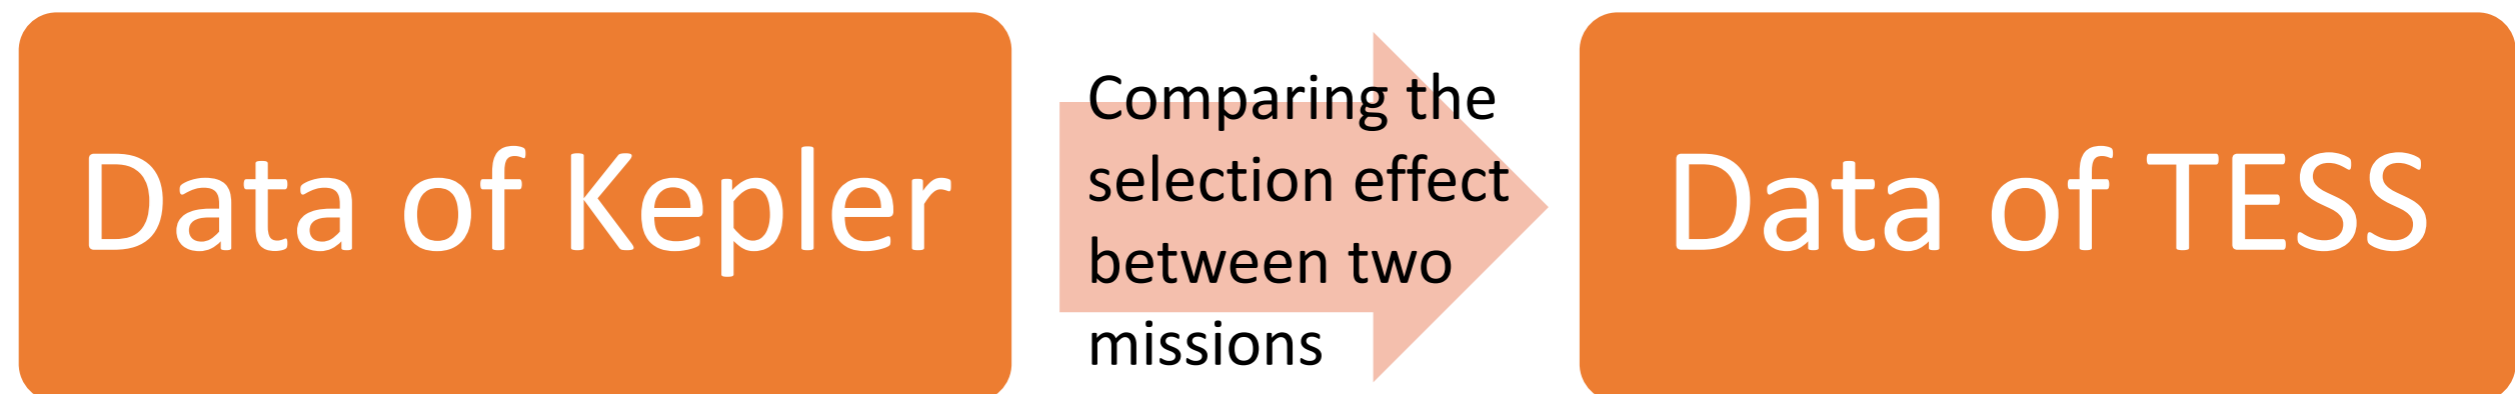 Data of Kepler
Comparing the
selection effect
between two
missions
Data of TESS